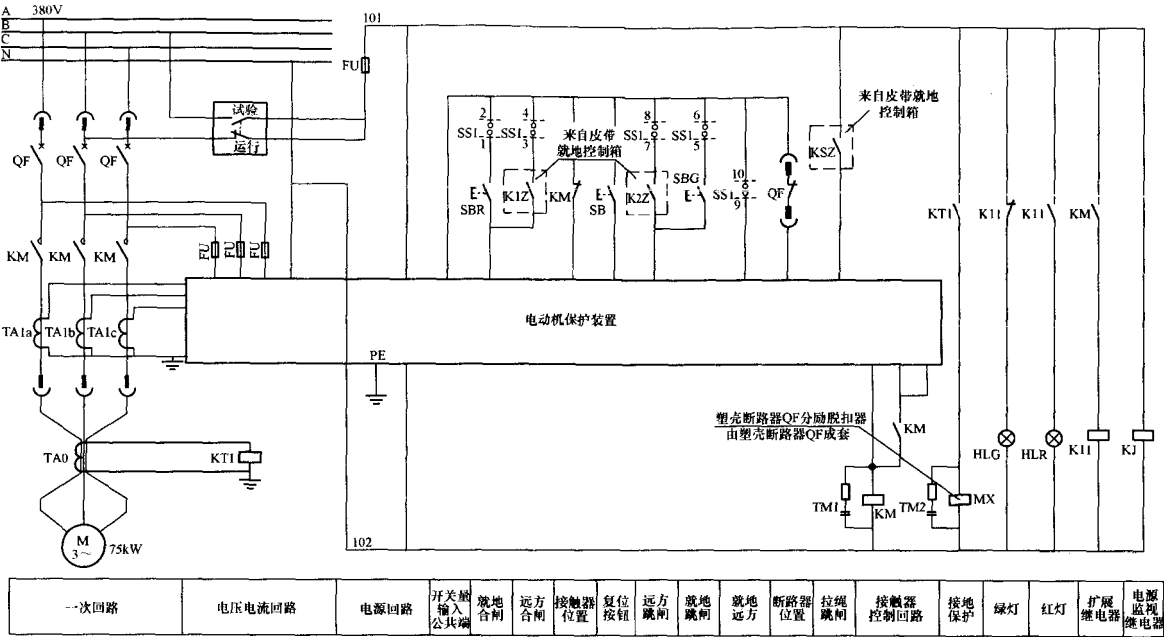 A 380V
B
C
N
101
FU
试验
运行
QF QF QF
KM KM KM
FU FU FU
2 4 8 6
SS1 SS1 SS1 SS1
1 3 7 5
来自皮带
就地控制箱
来自皮带就地
控制箱
KSZ
SBR
K1Z
KM
SB
K2Z
SBG
10
SS1
9
QF
KT1 K11 K11 KM
TA1a TA1b TA1c
电动机保护装置
PE
塑壳断路器QF分励脱扣器
由塑壳断路器QF成套
KM
TA0
KT1
TM1 KM TM2 MX
HLG HLR K11 KJ
M
3～
75kW
102
一次回路 电压电流回路 电源回路 开关量输入公共端 就地合闸 远方合闸 接触器位置 复位按钮 远方跳闸 就地跳闸 就地远方 断路器位置 拉绳跳闸 接触器控制回路 接地保护 绿灯 红灯 扩展继电器 电源监视继电器